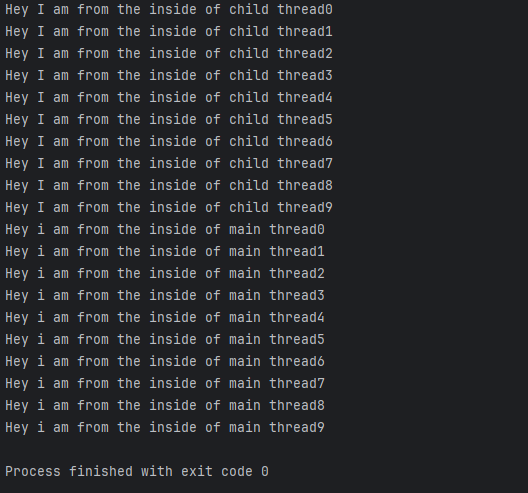 Hey I am from the inside of child thread0
Hey I am from the inside of child thread1
Hey I am from the inside of child thread2
Hey I am from the inside of child thread3
Hey I am from the inside of child thread4
Hey I am from the inside of child thread5
Hey I am from the inside of child thread6
Hey I am from the inside of child thread7
Hey I am from the inside of child thread8
Hey I am from the inside of child thread9
Hey i am from the inside of main thread0
Hey i am from the inside of main thread1
Hey i am from the inside of main thread2
Hey i am from the inside of main thread3
Hey i am from the inside of main thread4
Hey i am from the inside of main thread5
Hey i am from the inside of main thread6
Hey i am from the inside of main thread7
Hey i am from the inside of main thread8
Hey i am from the inside of main thread9
Process finished with exit code 0